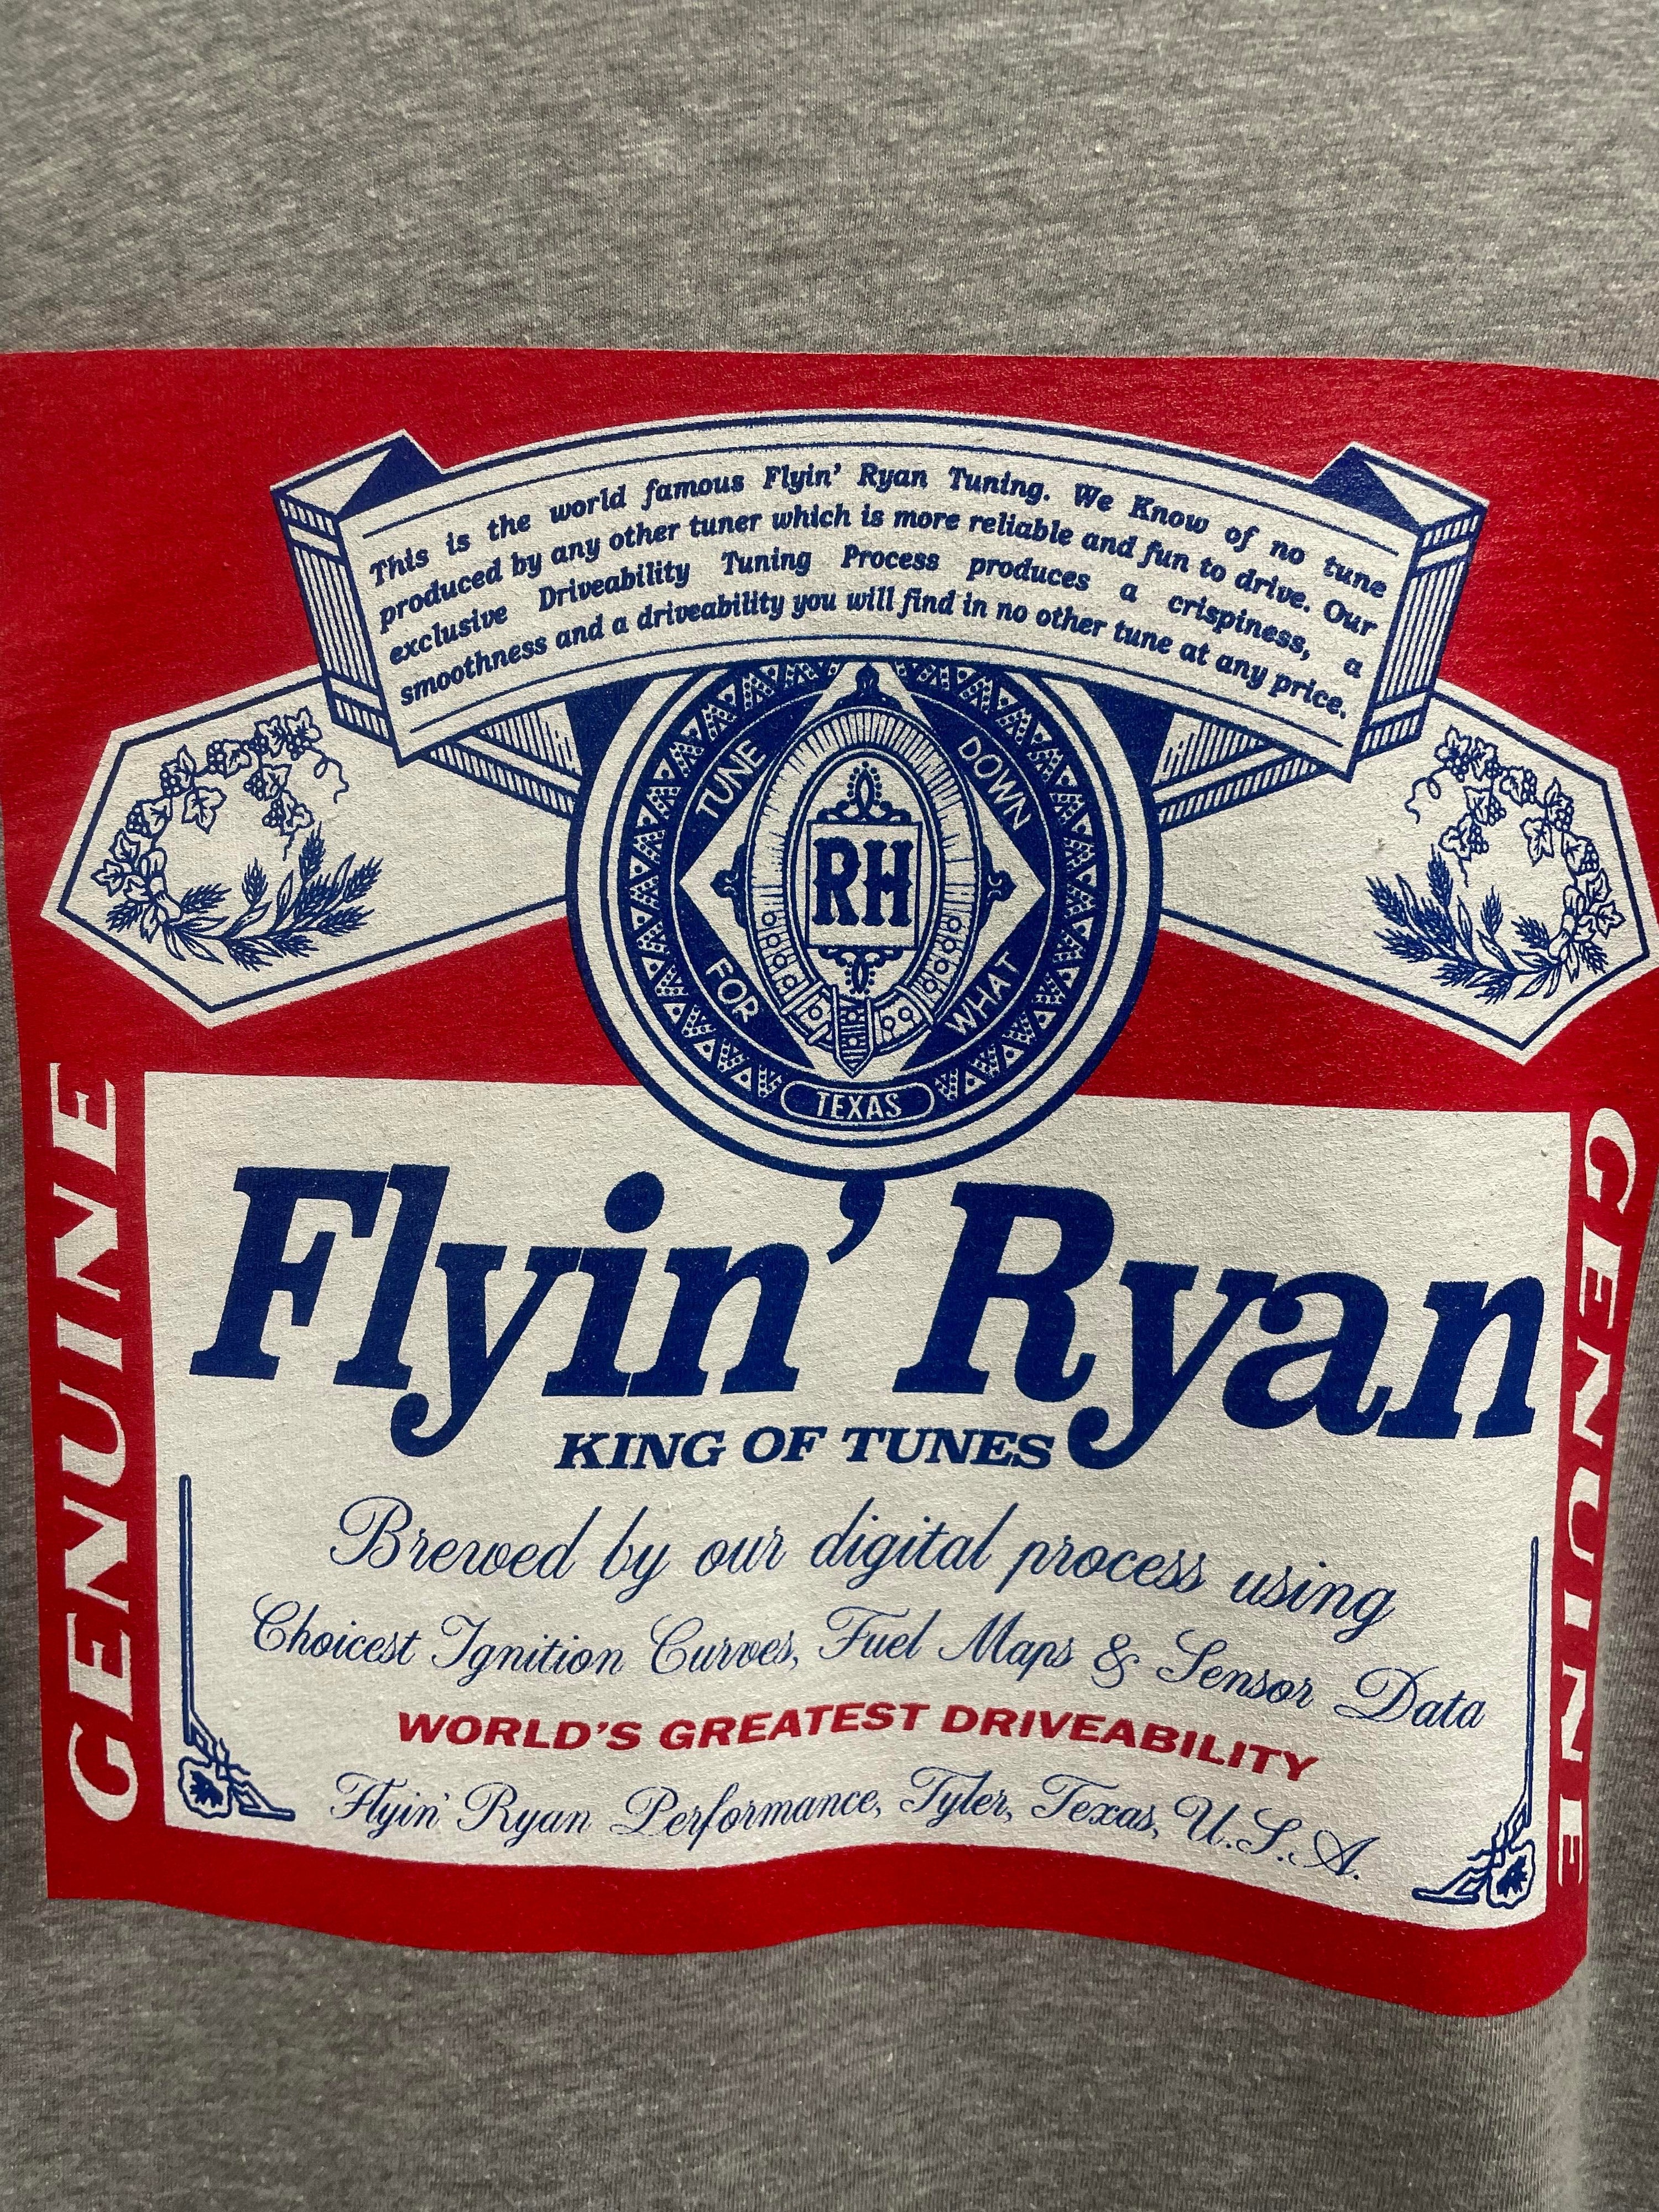 This is the world famous Flyin' Ryan Tuning. We Know of no tune
produced by any other tuner which is more reliable and fun to drive. Our
exclusive Driveability Tuning Process produces a crispiness, a
smoothness and a driveability you will find in no other tune at any price.
TUNE
DOWN
RH
FOR
WHAT
TEXAS
GENUINE
GENUINE
Flyin' Ryan
KING OF TUNES
Brewed by our digital process using
Choicest Ignition Curves, Fuel Maps & Sensor Data
WORLD'S GREATEST DRIVEABILITY
Flyin' Ryan Performance, Tyler, Texas, U.S.A.